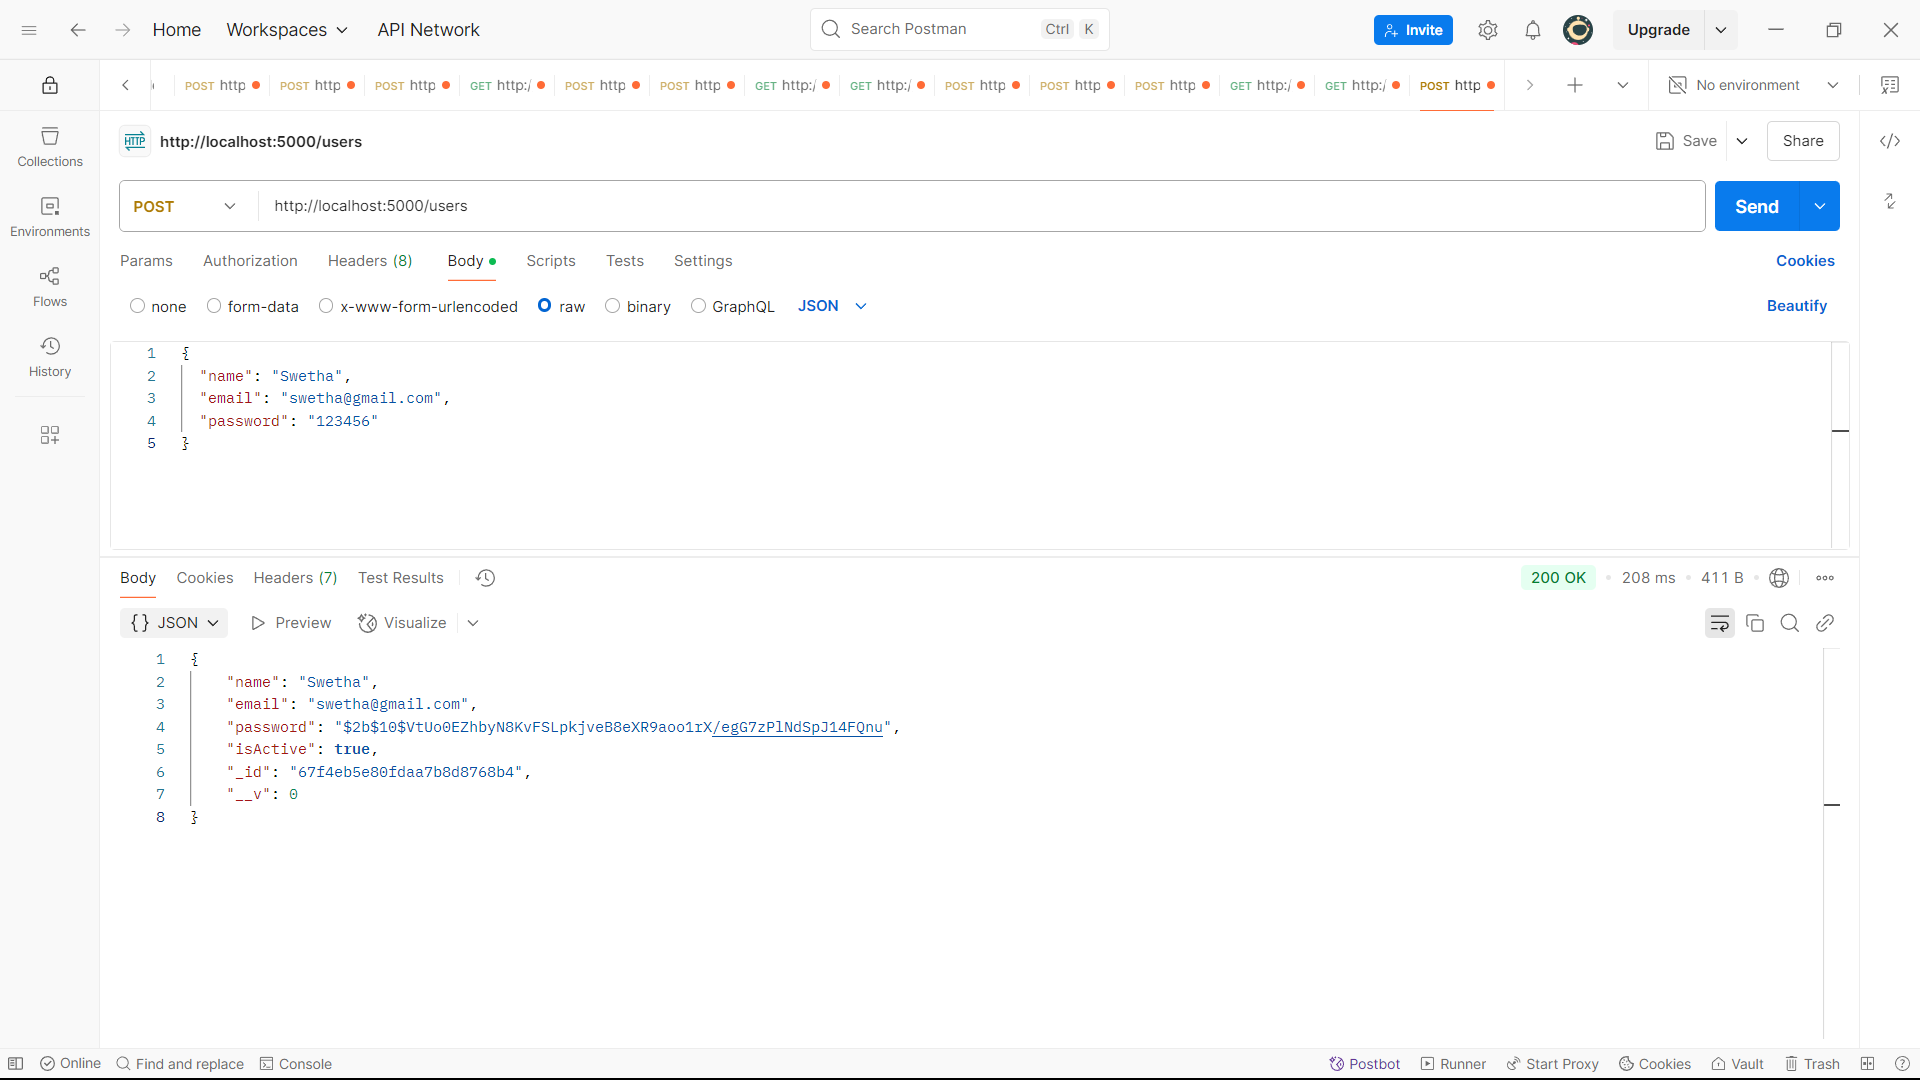 Home Workspaces API Network Search Postman Ctrl K Invite Upgrade
POST http POST http POST http GET http:/ POST http POST http GET http:/ GET http:/ POST http POST http POST http GET http:/ GET http:/ POST http No environment
HTTP http://localhost:5000/users Save Share
POST http://localhost:5000/users Send
Params Authorization Headers (8) Body Scripts Tests Settings Cookies
none form-data x-www-form-urlencoded raw binary GraphQL JSON Beautify
Collections
Environments
Flows
History
1 {
2 "name": "Swetha",
3 "email": "swetha@gmail.com",
4 "password": "123456"
5 }
Body Cookies Headers (7) Test Results 200 OK 208 ms 411 B
{} JSON Preview Visualize
1 {
2 "name": "Swetha",
3 "email": "swetha@gmail.com",
4 "password": "$2b$10$VtUo0EZhbyN8KvFSLpkjveB8eXR9aoo1rX/egG7zPlNdSpJ14FQnu",
5 "isActive": true,
6 "_id": "67f4eb5e80fdaa7b8d8768b4",
7 "__v": 0
8 }
Online Find and replace Console Postbot Runner Start Proxy Cookies Vault Trash